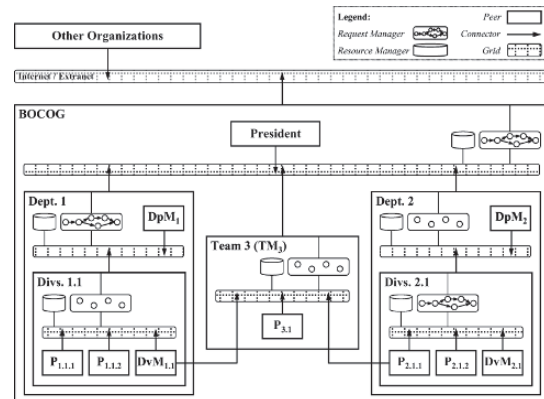 Other Organizations
Legend:
Peer
Request Manager
Connector
Resource Manager
Grid
Internet / Extranet
BOCOG
President
Dept. 1
DpM1
Divs. 1.1
P1.1.1
P1.1.2
DvM1.1
Team 3 (TM3)
P3.1
Dept. 2
DpM2
Divs. 2.1
P2.1.1
P2.1.2
DvM2.1